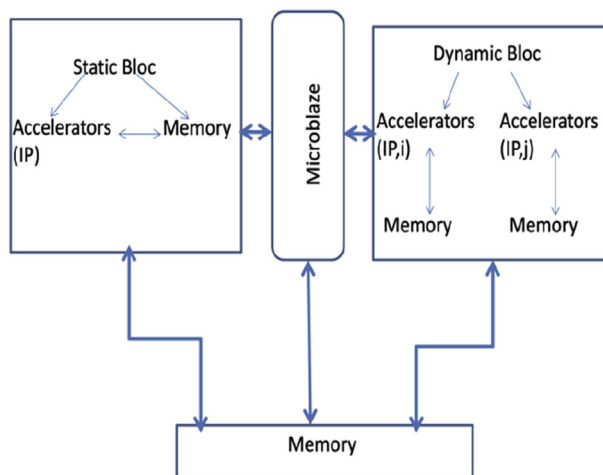 Static Bloc
Accelerators
(IP)
Memory
Microblaze
Dynamic Bloc
Accelerators
(IP,i)
Accelerators
(IP,j)
Memory
Memory
Memory